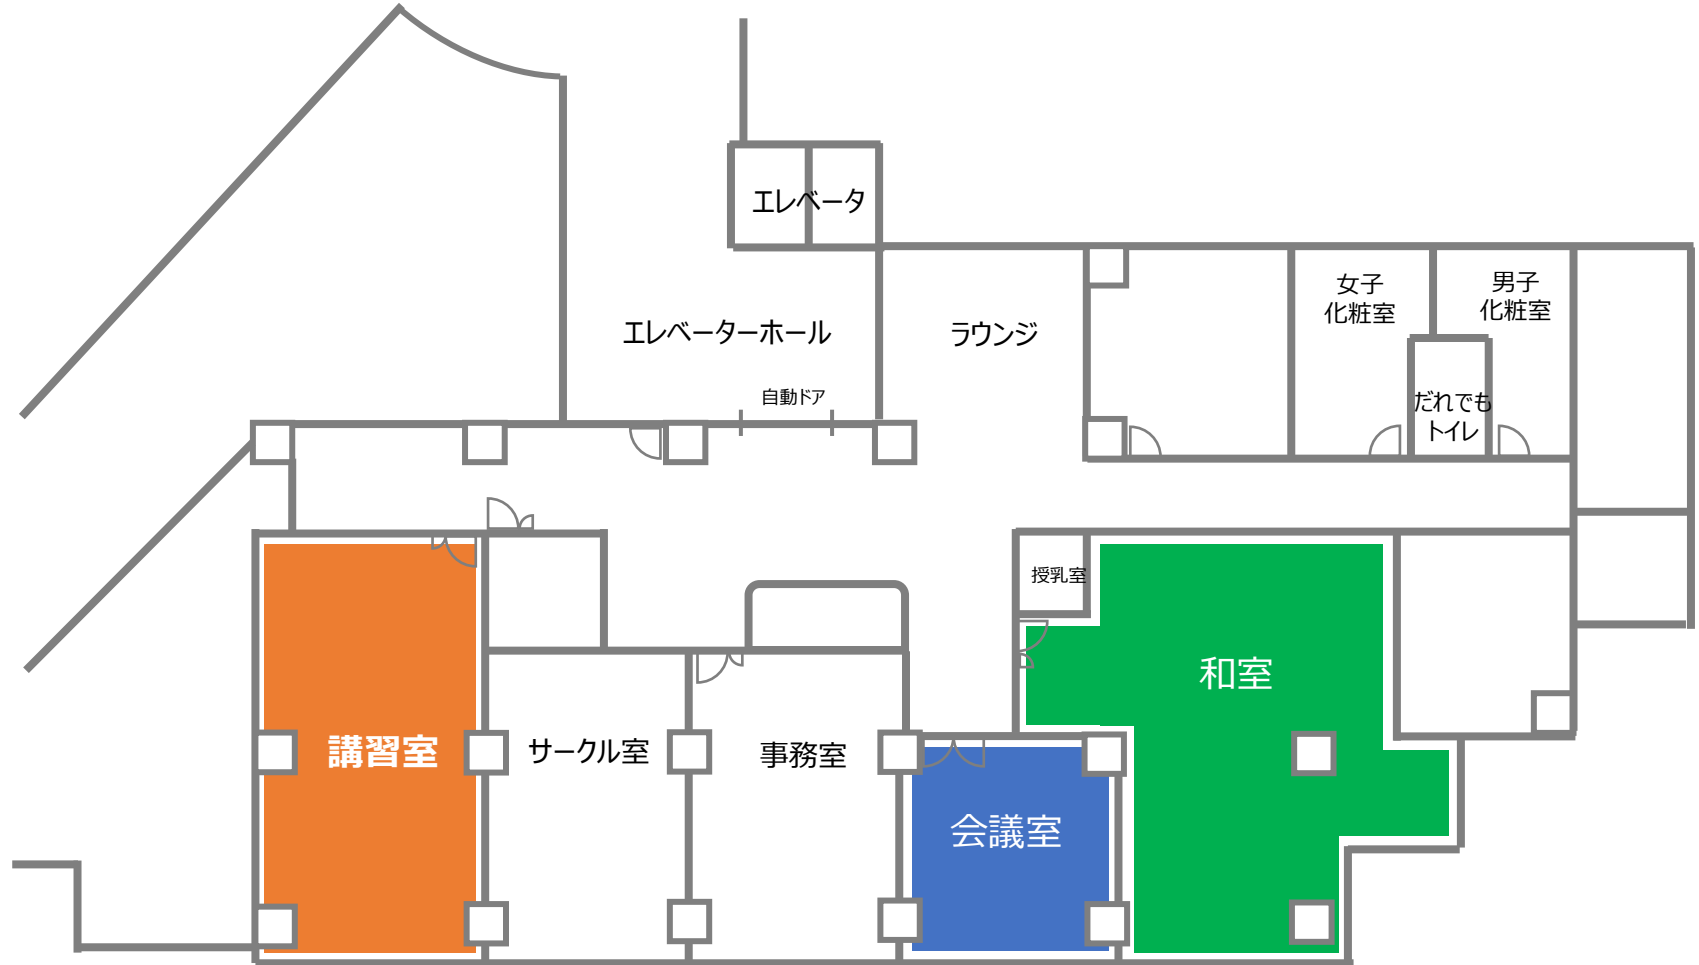 エレベータ
女子
化粧室
男子
化粧室
エレベーターホール
ラウンジ
自動ドア
だれでも
トイレ
授乳室
和室
講習室
サークル室
事務室
会議室